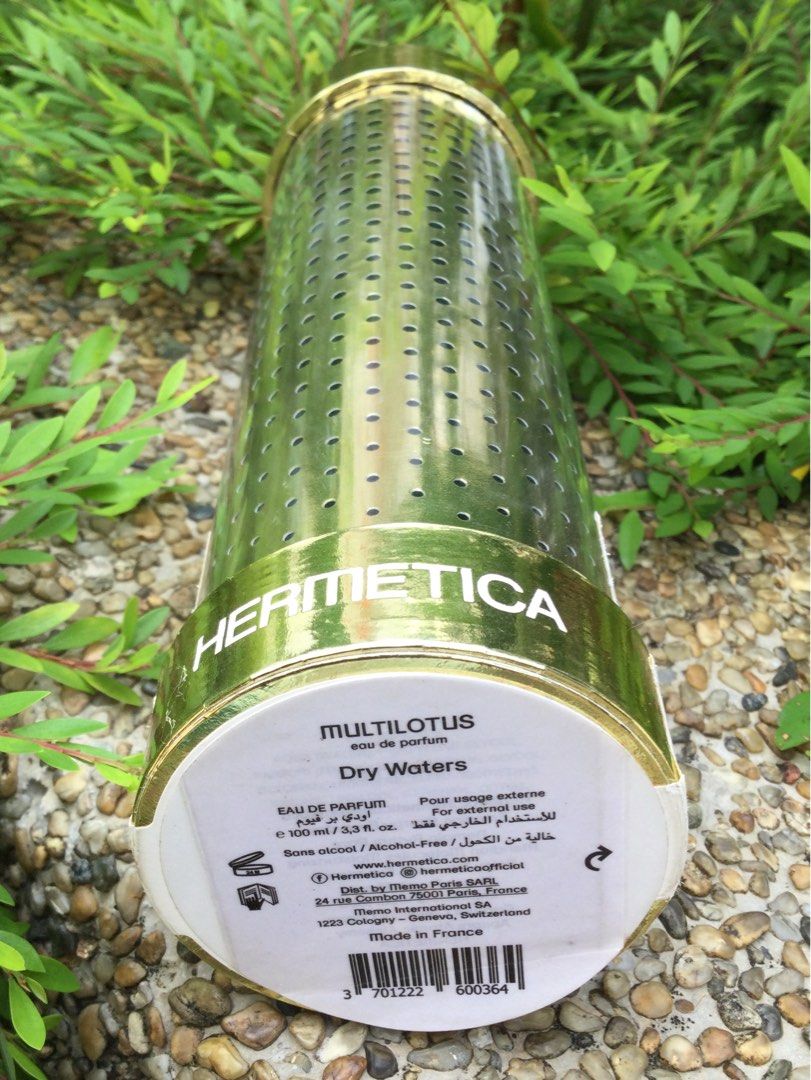 HERMETICA
MULTILOTUS
eau de parfum
Dry Waters
EAU DE PARFUM
أودي بر فيوم
e 100 ml / 3,3 fl. oz.
Pour usage externe
For external use
للأستخدام الخارجي فقط
Sans alcool / Alcohol-Free / خالية من الكحول
www.hermetica.com
Hermetica hermeticaofficial
Dist. by Memo Paris SARL
24 rue Cambon 75001 Paris, France
Memo International SA
1223 Cologny - Geneva, Switzerland
Made in France
3 701222 600364